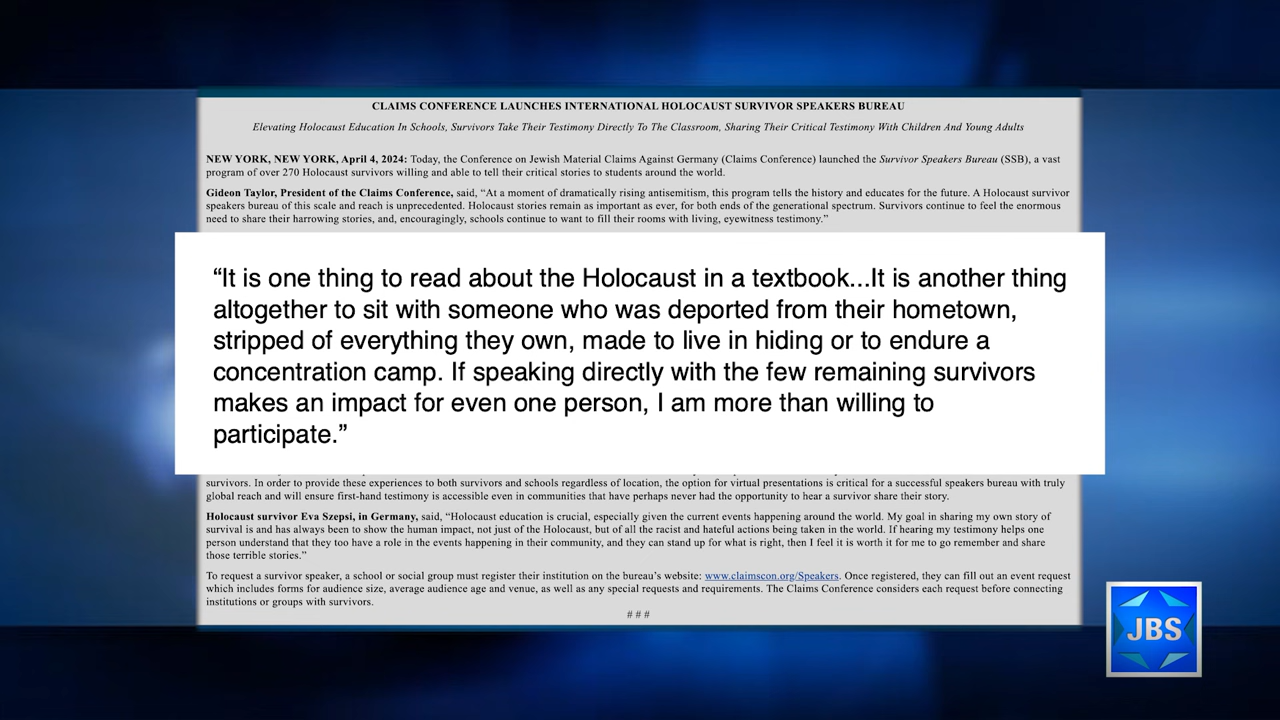 CLAIMS CONFERENCE LAUNCHES INTERNATIONAL HOLOCAUST SURVIVOR SPEAKERS BUREAU
Elevating Holocaust Education In Schools, Survivors Take Their Testimony Directly To The Classroom, Sharing Their Critical Testimony With Children And Young Adults
NEW YORK, NEW YORK, April 4, 2024: Today, the Conference on Jewish Material Claims Against Germany (Claims Conference) launched the Survivor Speakers Bureau (SSB), a vast
program of over 270 Holocaust survivors willing and able to tell their critical stories to students around the world.
Gideon Taylor, President of the Claims Conference, said, “At a moment of dramatically rising antisemitism, this program tells the history and educates for the future. A Holocaust survivor
speakers bureau of this scale and reach is unprecedented. Holocaust stories remain as important as ever, for both ends of the generational spectrum. Survivors continue to feel the enormous
need to share their harrowing stories, and, encouragingly, schools continue to want to fill their rooms with living, eyewitness testimony.”
“It is one thing to read about the Holocaust in a textbook...It is another thing
altogether to sit with someone who was deported from their hometown,
stripped of everything they own, made to live in hiding or to endure a
concentration camp. If speaking directly with the few remaining survivors
makes an impact for even one person, I am more than willing to
participate.”
survivors. In order to provide these experiences to both survivors and schools regardless of location, the option for virtual presentations is critical for a successful speakers bureau with truly
global reach and will ensure first-hand testimony is accessible even in communities that have perhaps never had the opportunity to hear a survivor share their story.
Holocaust survivor Eva Szepsi, in Germany, said, “Holocaust education is crucial, especially given the current events happening around the world. My goal in sharing my own story of
survival is and has always been to show the human impact, not just of the Holocaust, but of all the racist and hateful actions being taken in the world. If hearing my testimony helps one
person understand that they too have a role in the events happening in their community, and they can stand up for what is right, then I feel it is worth it for me to go remember and share
those terrible stories.”
To request a survivor speaker, a school or social group must register their institution on the bureau’s website: www.claimscon.org/Speakers. Once registered, they can fill out an event request
which includes forms for audience size, average audience age and venue, as well as any special requests and requirements. The Claims Conference considers each request before connecting
institutions or groups with survivors.
# # #
JBS